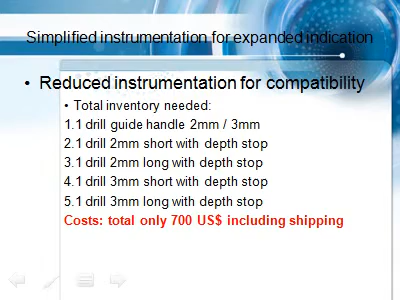 Simplified instrumentation for expanded indication
• Reduced instrumentation for compatibility
• Total inventory needed:
1.1 drill guide handle 2mm / 3mm
2.1 drill 2mm short with depth stop
3.1 drill 2mm long with depth stop
4.1 drill 3mm short with depth stop
5.1 drill 3mm long with depth stop
Costs: total only 700 US$ including shipping